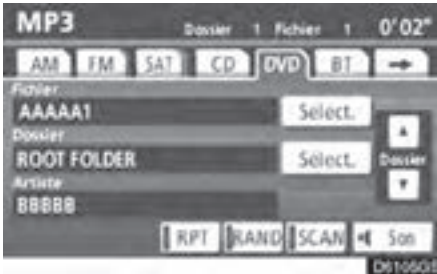 MP3 Dossier 1 Fichier 1 0'02"
AM FM SAT CD DVD BT
Fichier
AAAAA1 Select.
Dossier
ROOT FOLDER Select. Dossier
Artiste
BBBBB
RPT RAND SCAN Son